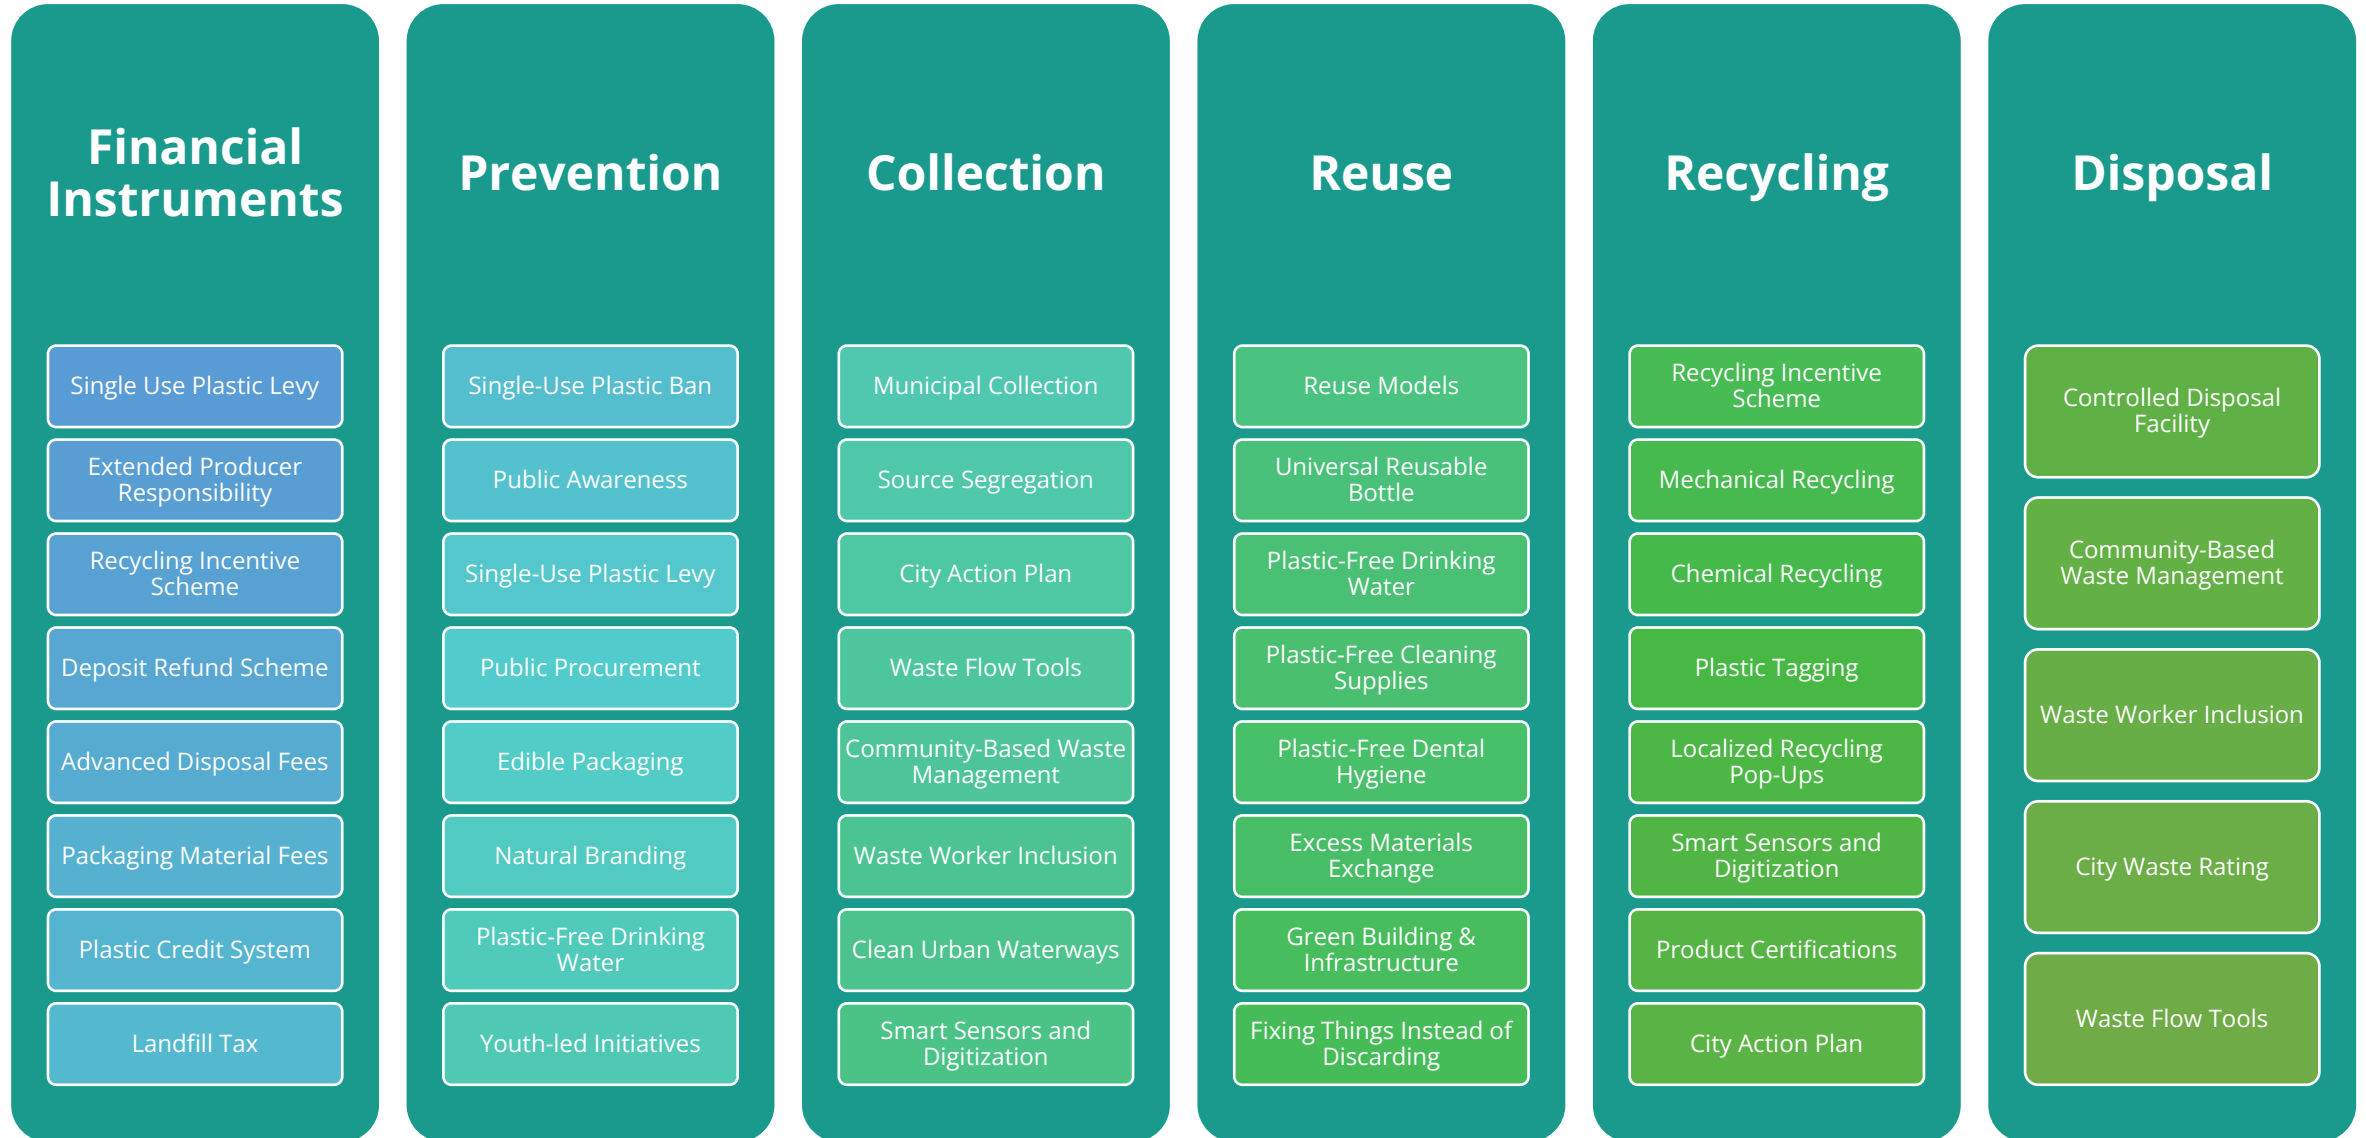 Financial
Instruments
Single Use Plastic Levy
Extended Producer
Responsibility
Recycling Incentive
Scheme
Deposit Refund Scheme
Advanced Disposal Fees
Packaging Material Fees
Plastic Credit System
Landfill Tax
Prevention
Single-Use Plastic Ban
Public Awareness
Single-Use Plastic Levy
Public Procurement
Edible Packaging
Natural Branding
Plastic-Free Drinking
Water
Youth-led Initiatives
Collection
Municipal Collection
Source Segregation
City Action Plan
Waste Flow Tools
Community-Based Waste
Management
Waste Worker Inclusion
Clean Urban Waterways
Smart Sensors and
Digitization
Reuse
Reuse Models
Universal Reusable
Bottle
Plastic-Free Drinking
Water
Plastic-Free Cleaning
Supplies
Plastic-Free Dental
Hygiene
Excess Materials
Exchange
Green Building &
Infrastructure
Fixing Things Instead of
Discarding
Recycling
Recycling Incentive
Scheme
Mechanical Recycling
Chemical Recycling
Plastic Tagging
Localized Recycling
Pop-Ups
Smart Sensors and
Digitization
Product Certifications
City Action Plan
Disposal
Controlled Disposal
Facility
Community-Based
Waste Management
Waste Worker Inclusion
City Waste Rating
Waste Flow Tools